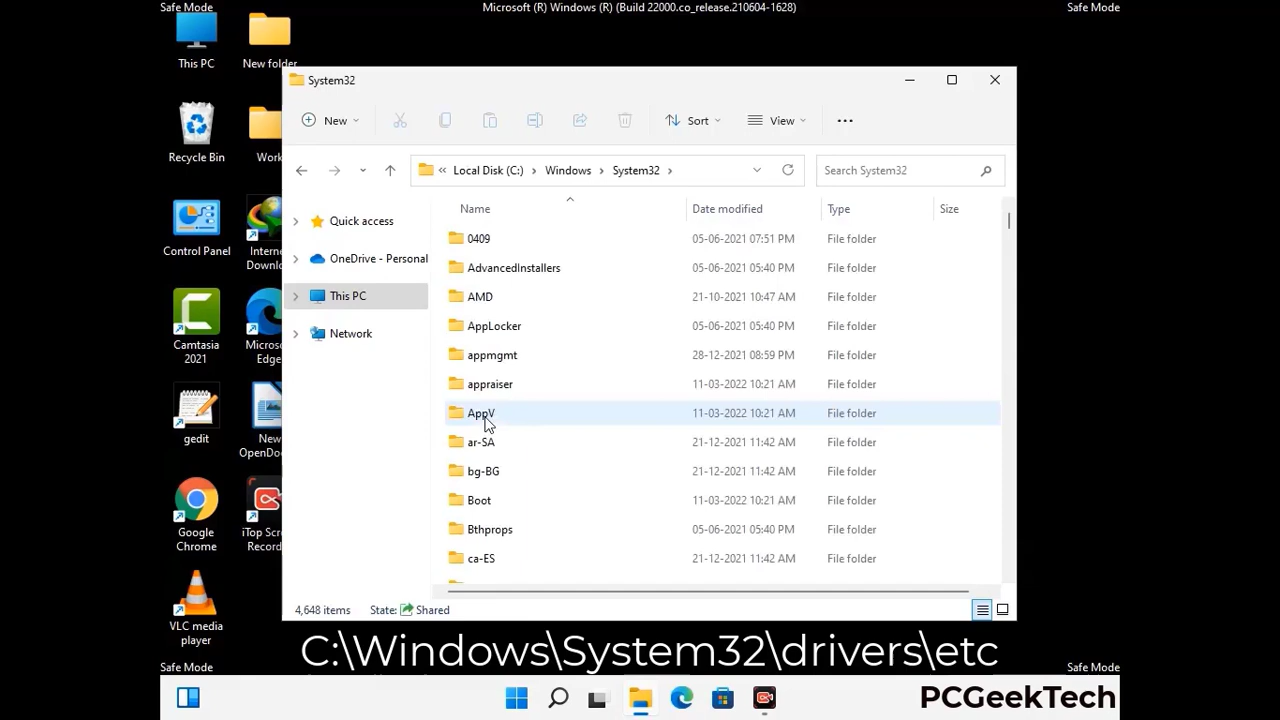 Safe Mode
Microsoft (R) Windows (R) (Build 22000.co_release.210604-1628)
Safe Mode
This PC
New folder
Recycle Bin
Work
Control Panel
Internet
Downlo
Camtasia
2021
Micros
Edge
gedit
New
OpenDo
Google
Chrome
iTop Scre
Record
VLC media
player
System32
New
Sort
View
Local Disk (C:)
Windows
System32
Search System32
Quick access
OneDrive - Personal
This PC
Network
Name Date modified Type Size
0409 05-06-2021 07:51 PM File folder
AdvancedInstallers 05-06-2021 05:40 PM File folder
AMD 21-10-2021 10:47 AM File folder
AppLocker 05-06-2021 05:40 PM File folder
appmgmt 28-12-2021 08:59 PM File folder
appraiser 11-03-2022 10:21 AM File folder
AppV 11-03-2022 10:21 AM File folder
ar-SA 21-12-2021 11:42 AM File folder
bg-BG 21-12-2021 11:42 AM File folder
Boot 11-03-2022 10:21 AM File folder
Bthprops 05-06-2021 05:40 PM File folder
ca-ES 21-12-2021 11:42 AM File folder
4,648 items State: Shared
C:\Windows\System32\drivers\etc
Safe Mode
Safe Mode
PCGeekTech